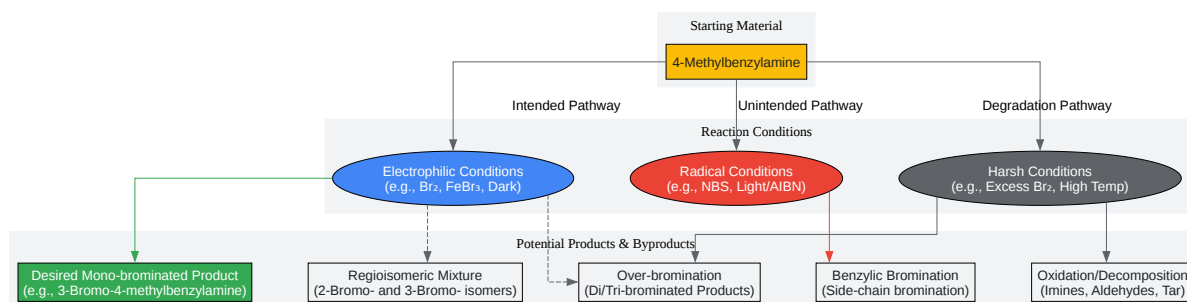 Starting Material
4-Methylbenzylamine
Intended Pathway
Unintended Pathway
Degradation Pathway
Reaction Conditions
Electrophilic Conditions
(e.g., Br₂, FeBr₃, Dark)
Radical Conditions
(e.g., NBS, Light/AIBN)
Harsh Conditions
(e.g., Excess Br₂, High Temp)
Potential Products & Byproducts
Desired Mono-brominated Product
(e.g., 3-Bromo-4-methylbenzylamine)
Regioisomeric Mixture
(2-Bromo- and 3-Bromo- isomers)
Over-bromination
(Di/Tri-brominated Products)
Benzylic Bromination
(Side-chain bromination)
Oxidation/Decomposition
(Imines, Aldehydes, Tar)